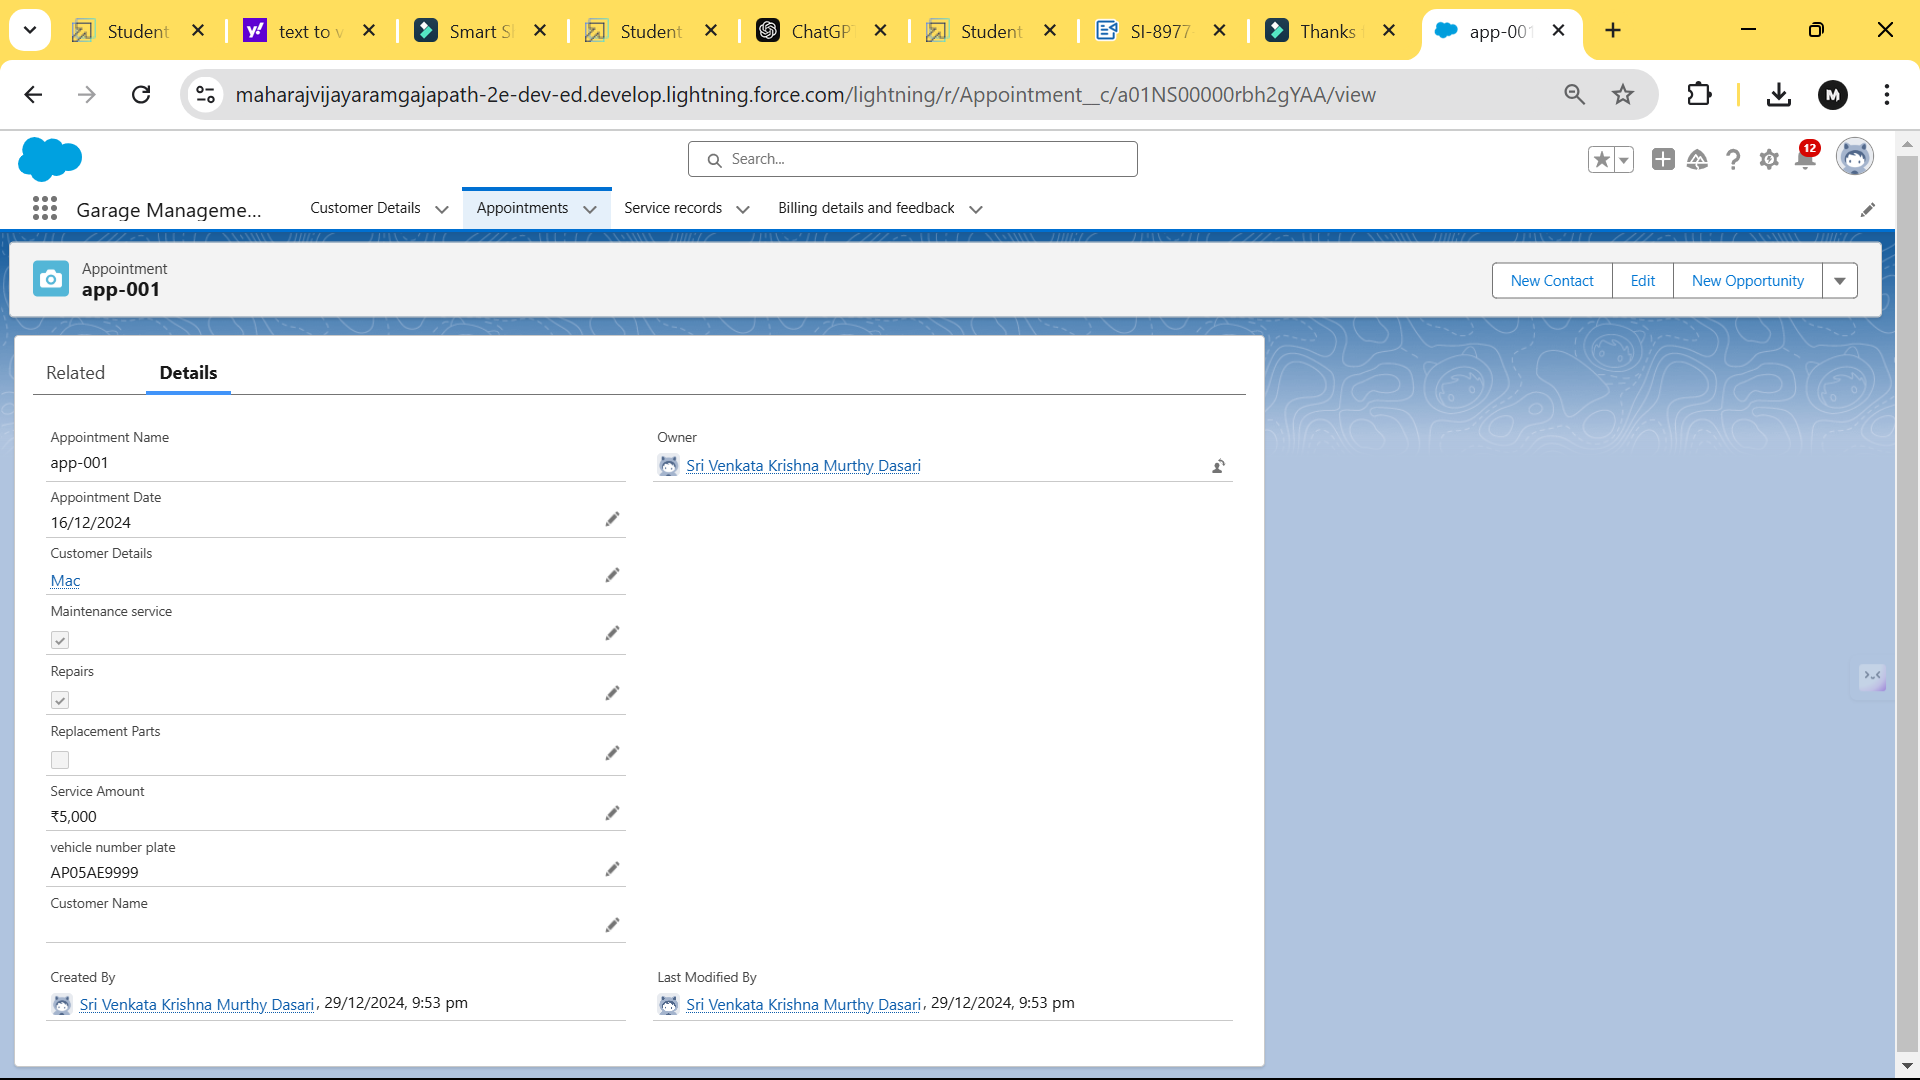 Student
text to v
Smart S
Student
ChatGP
Student
SI-8977-
Thanks
app-001
maharajvijayaramgajapath-2e-dev-ed.develop.lightning.force.com/lightning/r/Appointment__c/a01NS00000rbh2gYAA/view
M
Search...
12
Garage Manageme...
Customer Details
Appointments
Service records
Billing details and feedback
Appointment
app-001
New Contact
Edit
New Opportunity
Related
Details
Appointment Name
app-001
Owner
Sri Venkata Krishna Murthy Dasari
Appointment Date
16/12/2024
Customer Details
Mac
Maintenance service
Repairs
Replacement Parts
Service Amount
₹5,000
vehicle number plate
AP05AE9999
Customer Name
Created By
Sri Venkata Krishna Murthy Dasari, 29/12/2024, 9:53 pm
Last Modified By
Sri Venkata Krishna Murthy Dasari, 29/12/2024, 9:53 pm